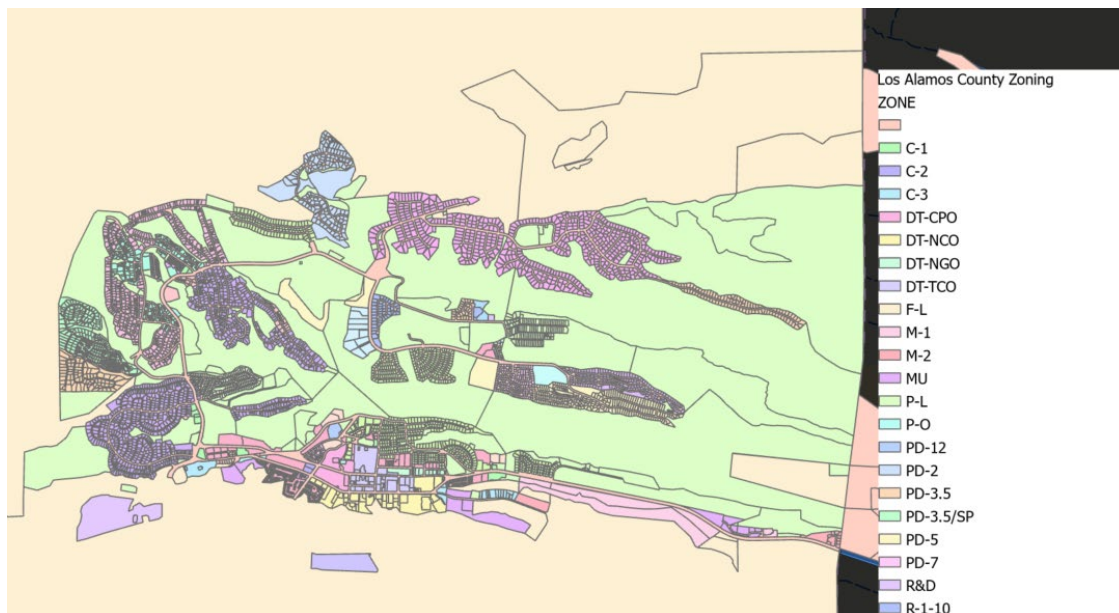 Los Alamos County Zoning
ZONE
C-1
C-2
C-3
DT-CPO
DT-NCO
DT-NGO
DT-TCO
F-L
M-1
M-2
MU
P-L
P-O
PD-12
PD-2
PD-3.5
PD-3.5/SP
PD-5
PD-7
R&D
R-1-10